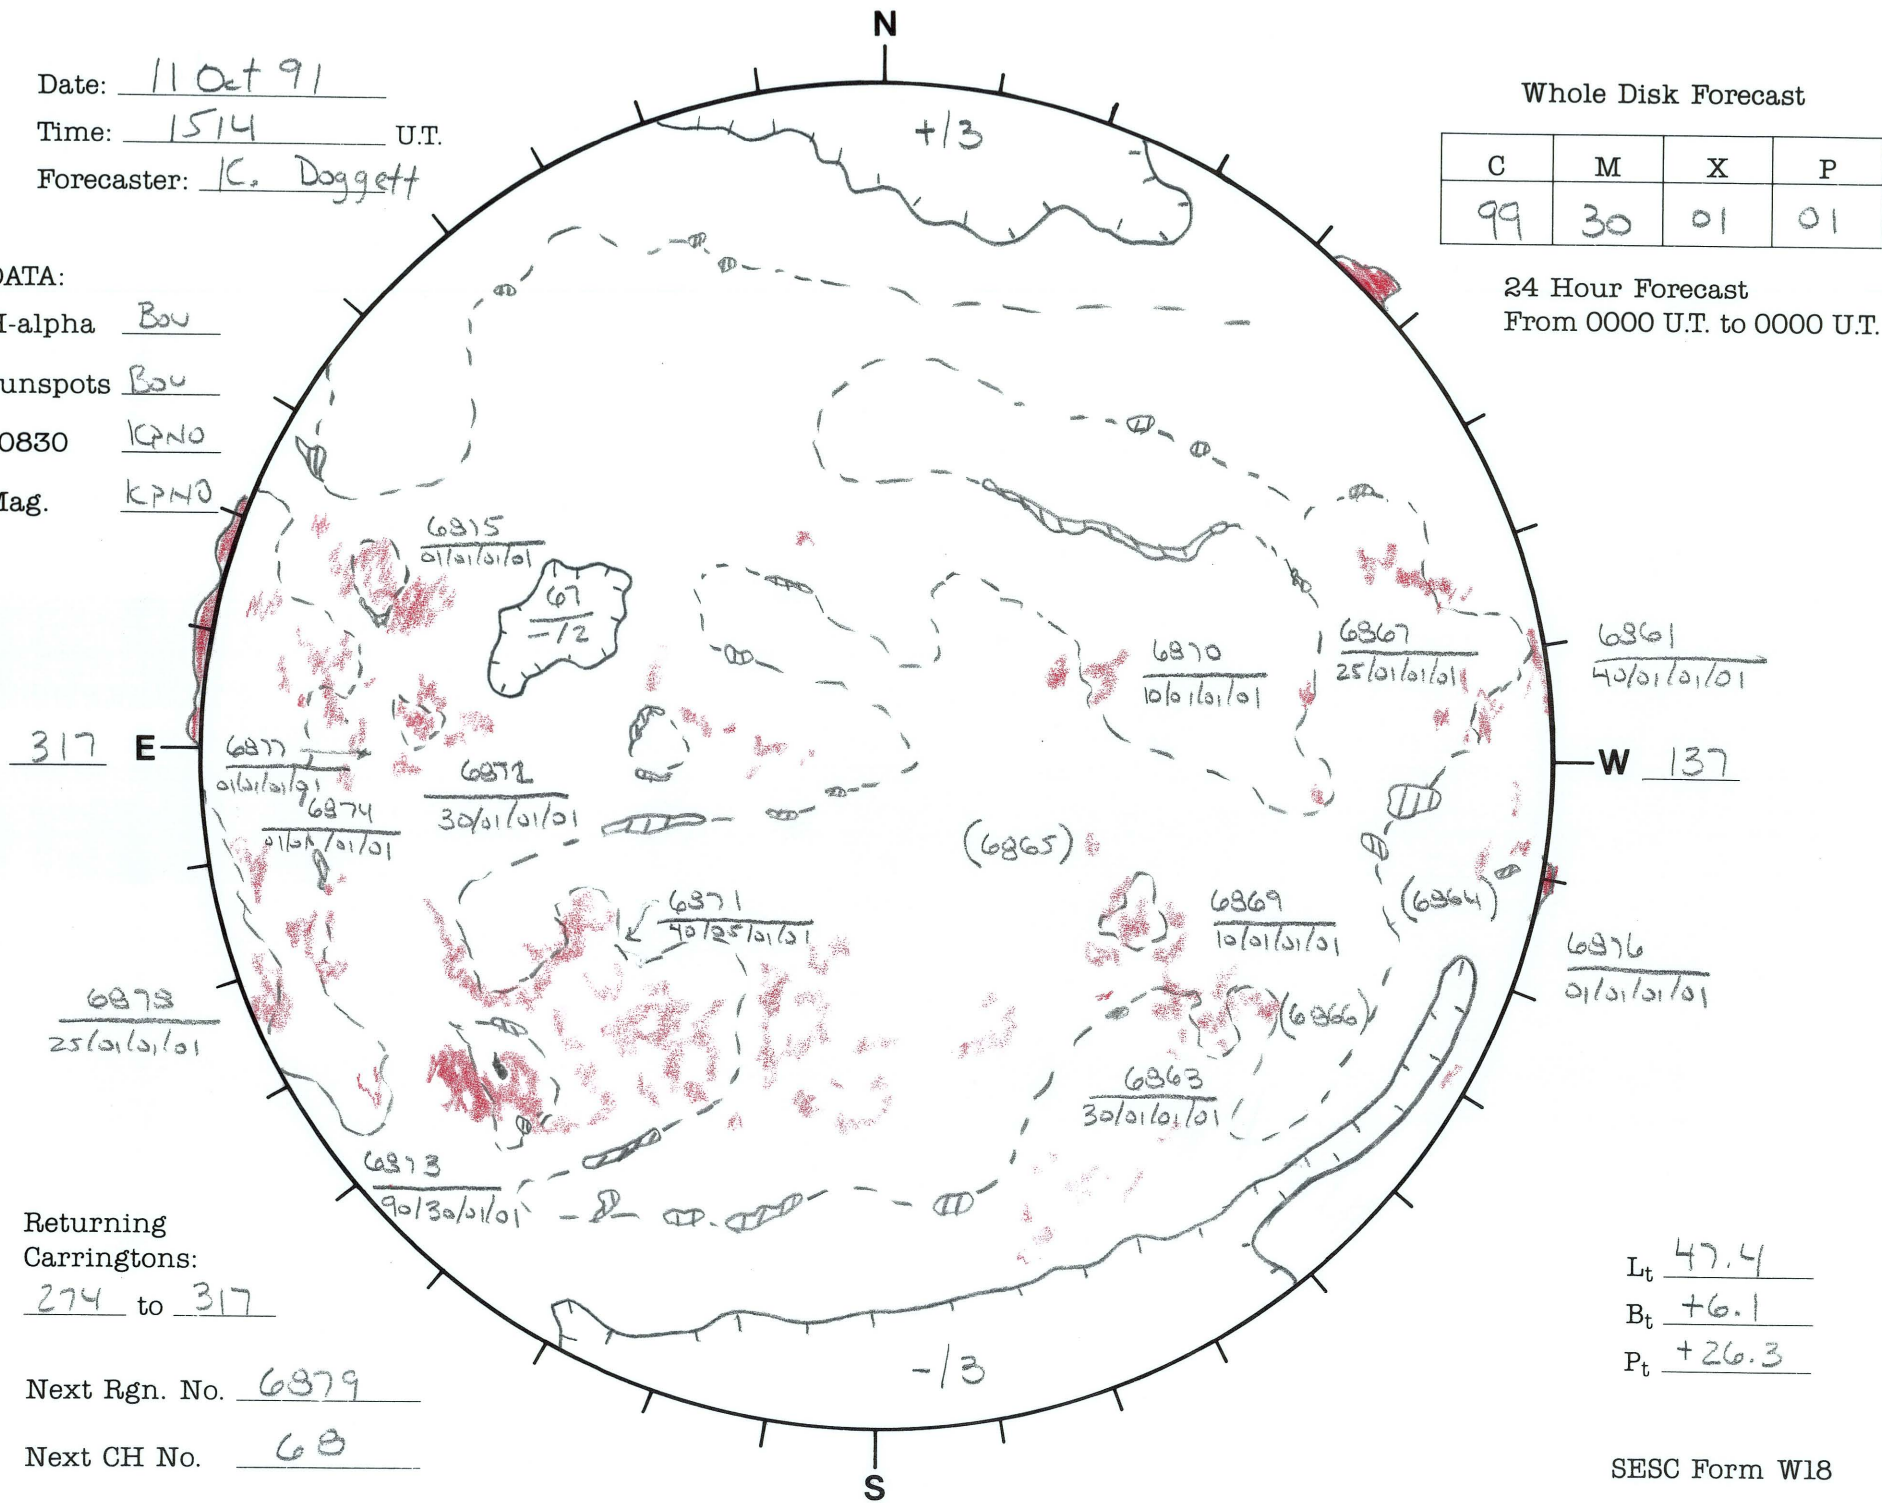 N
Date: 11 Oct 91
Time: 1514 U.T.
Forecaster: K. Doggett
Whole Disk Forecast
C M X P
99 30 01 01
24 Hour Forecast
From 0000 U.T. to 0000 U.T.
DATA:
H-alpha Bou
unspots Bou
0830 KPNO
Mag. KPNO
+/3
6875
01/01/01/01
67
-/2
6870
10/01/01/01
6867
25/01/01/01
6861
40/01/01/01
317 E
W 137
6877
01/01/01/01
6872
30/01/01/01
6874
01/01/01/01
(6865)
6871
40/25/01/01
6869
10/01/01/01
(6864)
6876
01/01/01/01
6878
25/01/01/01
(6866)
6863
30/01/01/01
6873
90/30/01/01
Returning
Carringtons:
274 to 317
Next Rgn. No. 6879
Next CH No. 68
-/3
S
Lt 47.4
Bt +6.1
Pt +26.3
SESC Form W18